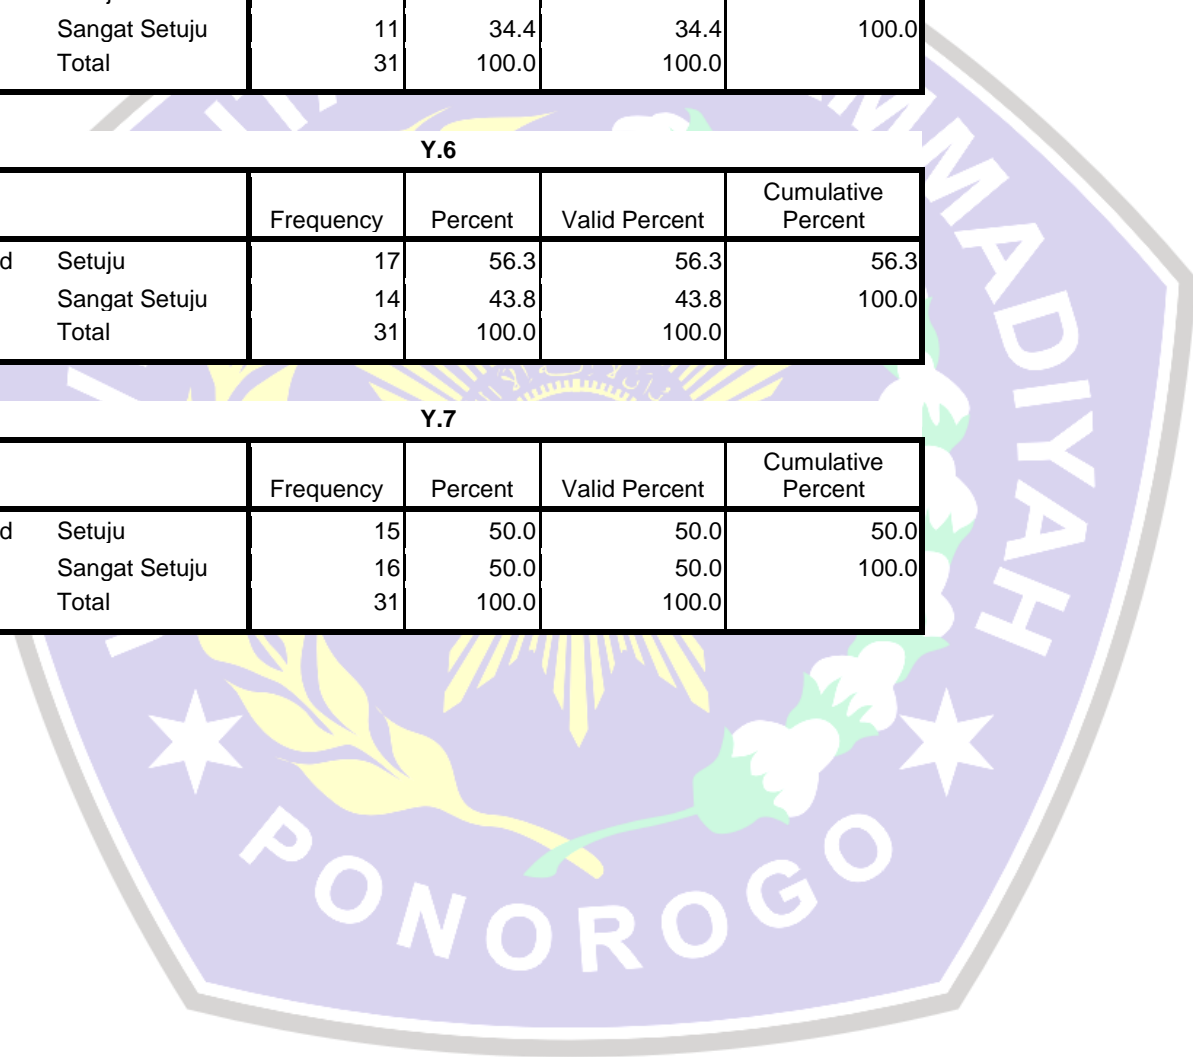 Sangat Setuju 11 34.4 34.4 100.0
Total 31 100.0 100.0
Y.6
Frequency Percent Valid Percent Cumulative Percent
d Setuju 17 56.3 56.3 56.3
Sangat Setuju 14 43.8 43.8 100.0
Total 31 100.0 100.0
Y.7
Frequency Percent Valid Percent Cumulative Percent
d Setuju 15 50.0 50.0 50.0
Sangat Setuju 16 50.0 50.0 100.0
Total 31 100.0 100.0
MMADIYAH
PONOROGO